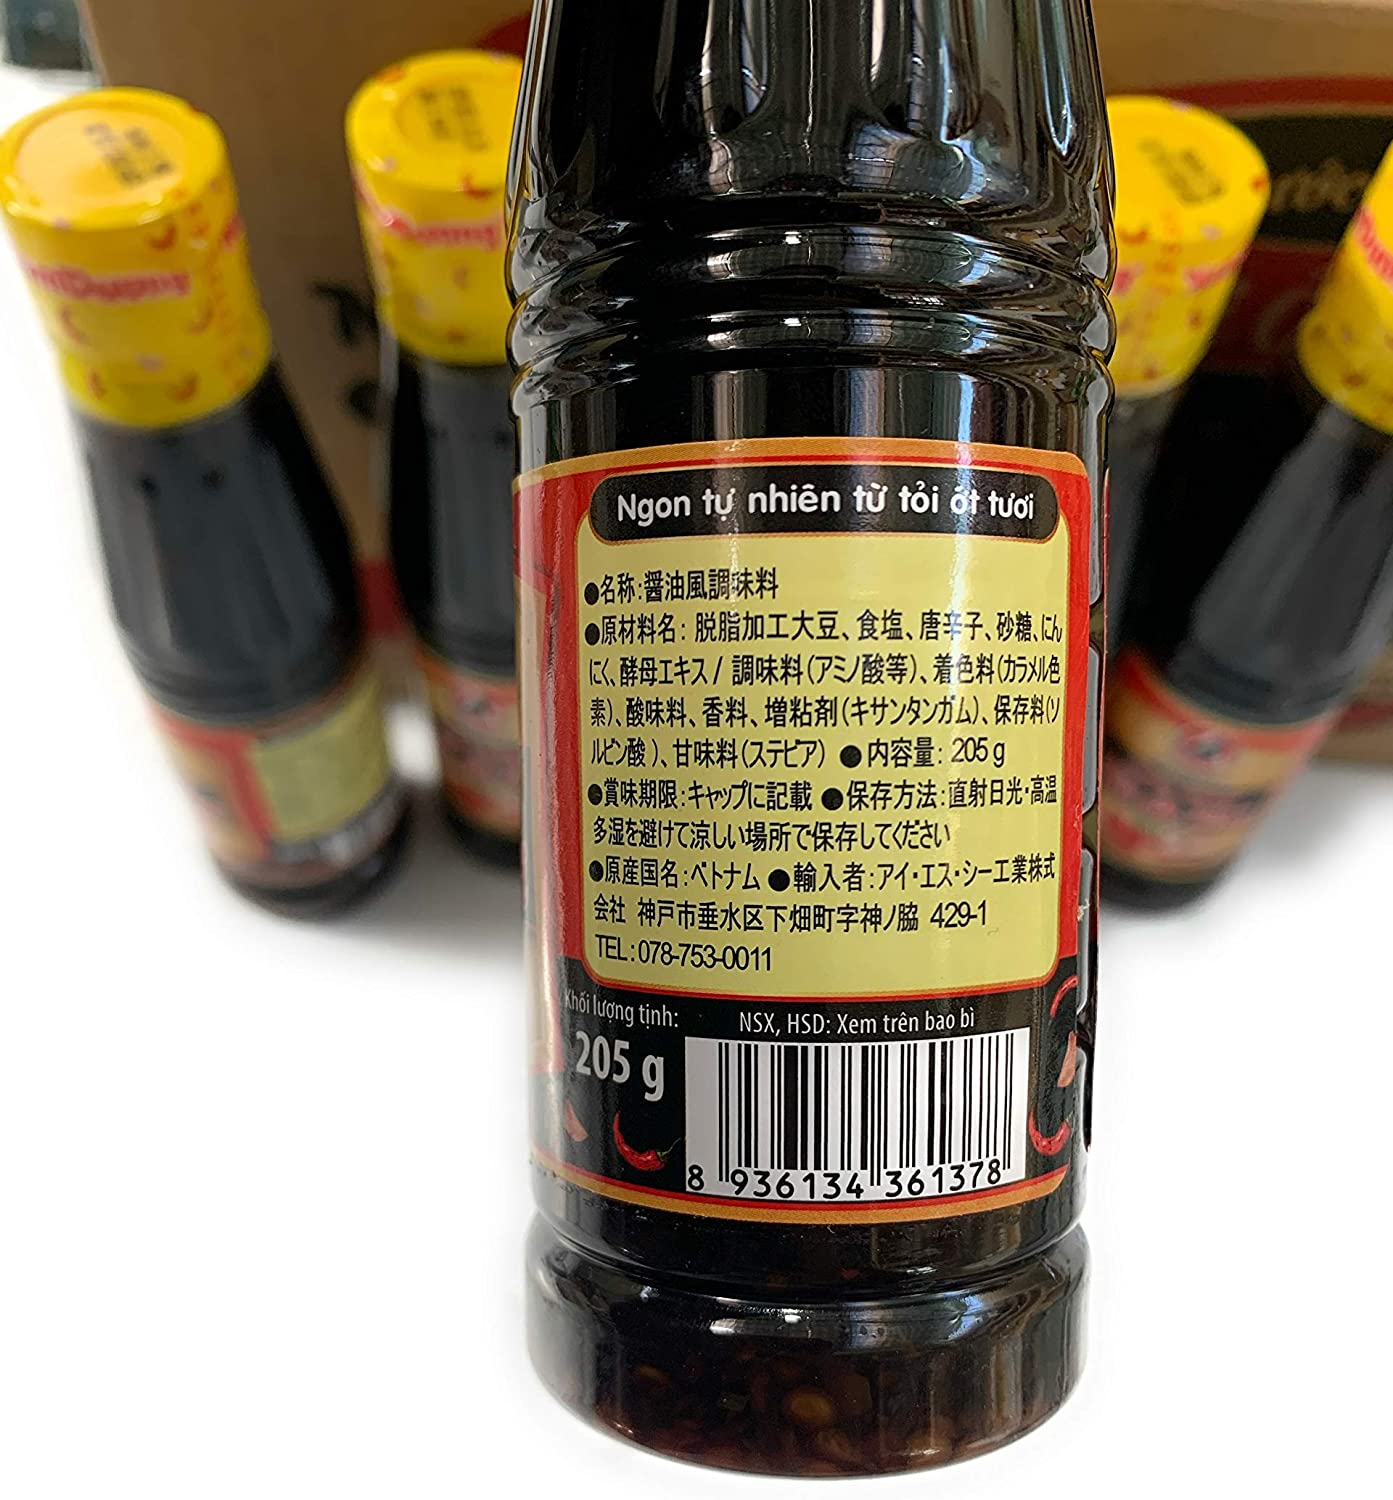 Ngon tự nhiên từ tỏi ớt tươi
●名称:醤油風調味料
●原材料名: 脱脂加工大豆、食塩、唐辛子、砂糖、にん
にく、酵母エキス / 調味料(アミノ酸等)、着色料(カラメル色
素)、酸味料、香料、増粘剤(キサンタンガム)、保存料(ソ
ルビン酸)、甘味料(ステビア) ●内容量: 205g
●賞味期限:キャップに記載 ●保存方法:直射日光・高温
多湿を避けて涼しい場所で保存してください
●原産国名:ベトナム ●輸入者:アイ・エス・シー工業株式
会社 神戸市垂水区下畑町字神ノ脇 429-1
TEL:078-753-0011
Khối lượng tịnh:
205 g
NSX, HSD: Xem trên bao bì
8 936134 361378